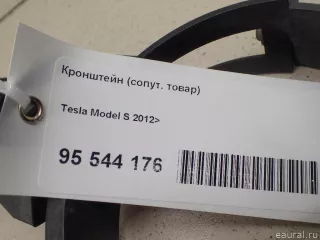 Кронштейн (сопут. товар)
Tesla Model S 2012>
95 544 176
eaural.ru